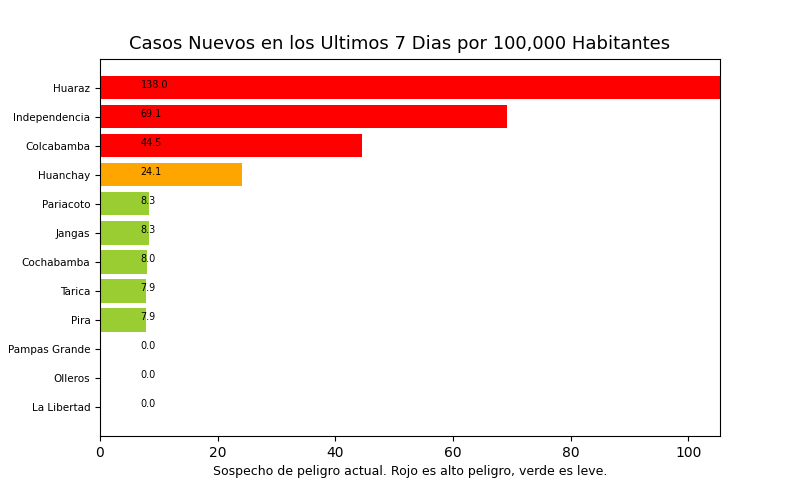 Casos Nuevos en los Ultimos 7 Dias por 100,000 Habitantes
Huaraz 138.0
Independencia 69.1
Colcabamba 44.5
Huanchay 24.1
Pariacoto 8.3
Jangas 8.3
Cochabamba 8.0
Tarica 7.9
Pira 7.9
Pampas Grande 0.0
Olleros 0.0
La Libertad 0.0
0 20 40 60 80 100
Sospecho de peligro actual. Rojo es alto peligro, verde es leve.